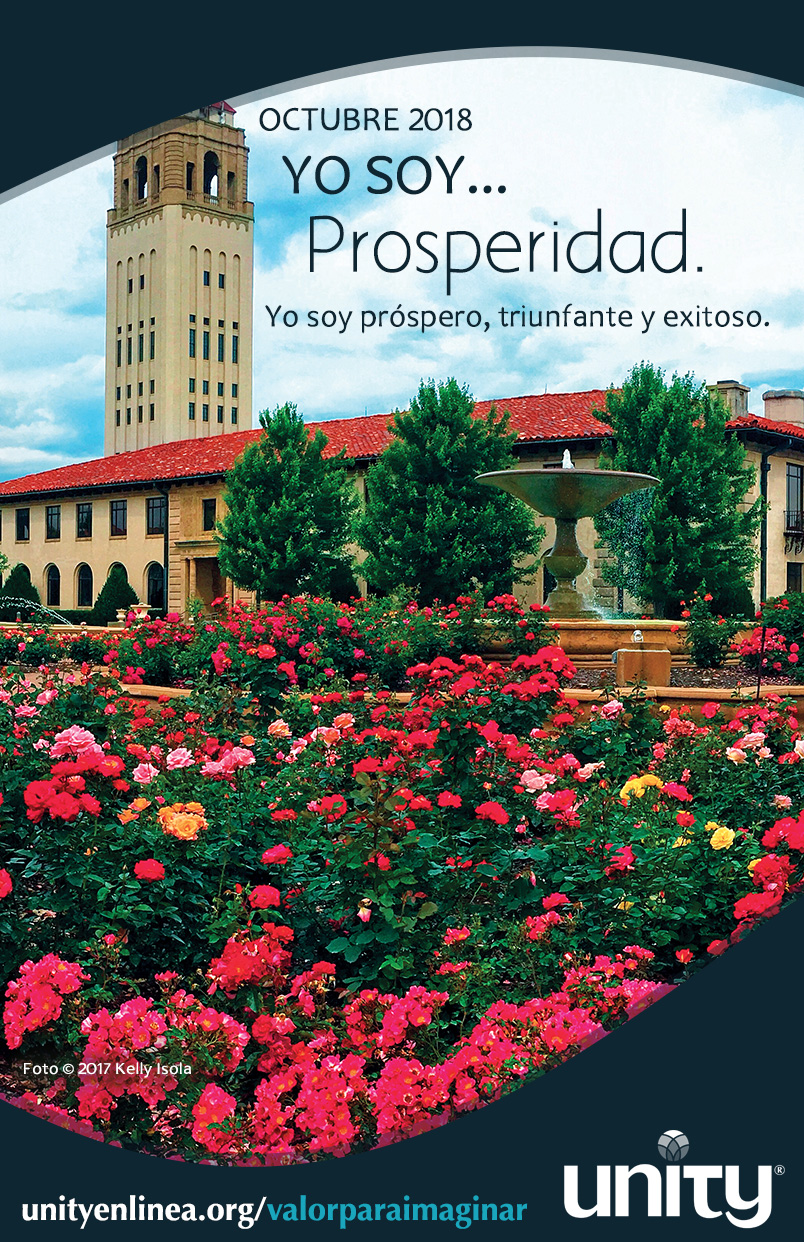 OCTUBRE 2018
YO SOY...
Prosperidad.
Yo soy próspero, triunfante y exitoso.
Foto © 2017 Kelly Isola
unityenlinea.org/valorparaimaginar
unity®